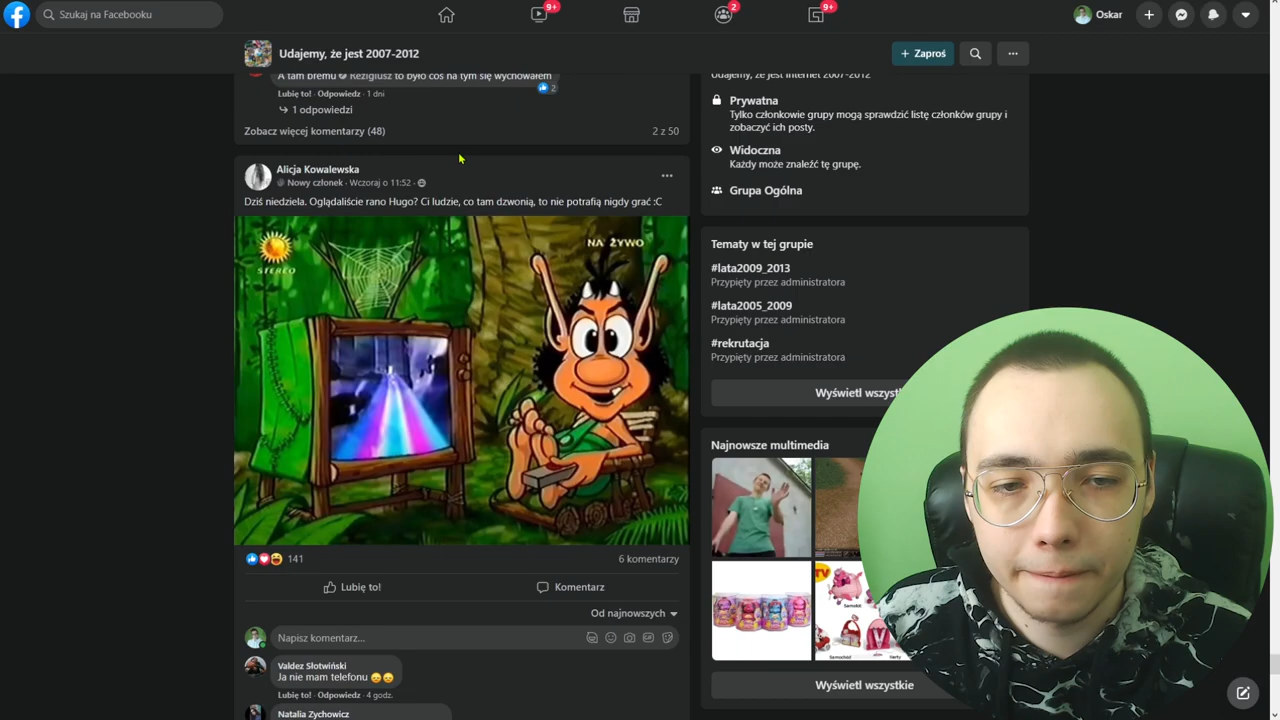 Szukaj na Facebooku
9+
2
9+
Oskar
Udajemy, że jest 2007-2012
+ Zaproś
A tam bremu Rezigiusz to było coś na tym się wychowałem
2
Lubię to! · Odpowiedz · 1 dni
1 odpowiedzi
Zobacz więcej komentarzy (48)
2 z 50
Alicja Kowalewska
Nowy członek · Wczoraj o 11:52
Dziś niedziela. Oglądaliście rano Hugo? Ci ludzie, co tam dzwonią, to nie potrafią nigdy grać :C
STEREO
NA ŻYWO
141
6 komentarzy
Lubię to!
Komentarz
Od najnowszych
Napisz komentarz...
GIF
Valdez Słotwiński
Ja nie mam telefonu
Lubię to! · Odpowiedz · 4 godz.
Natalia Zychowicz
Udajemy, że jest Internet 2007-2012
Prywatna
Tylko członkowie grupy mogą sprawdzić listę członków grupy i
zobaczyć ich posty.
Widoczna
Każdy może znaleźć tę grupę.
Grupa Ogólna
Tematy w tej grupie
#lata2009_2013
Przypięty przez administratora
#lata2005_2009
Przypięty przez administratora
#rekrutacja
Przypięty przez administratora
Najnowsze multimedia
TV
Samolot
Samochód
Wyświetl wszystkie